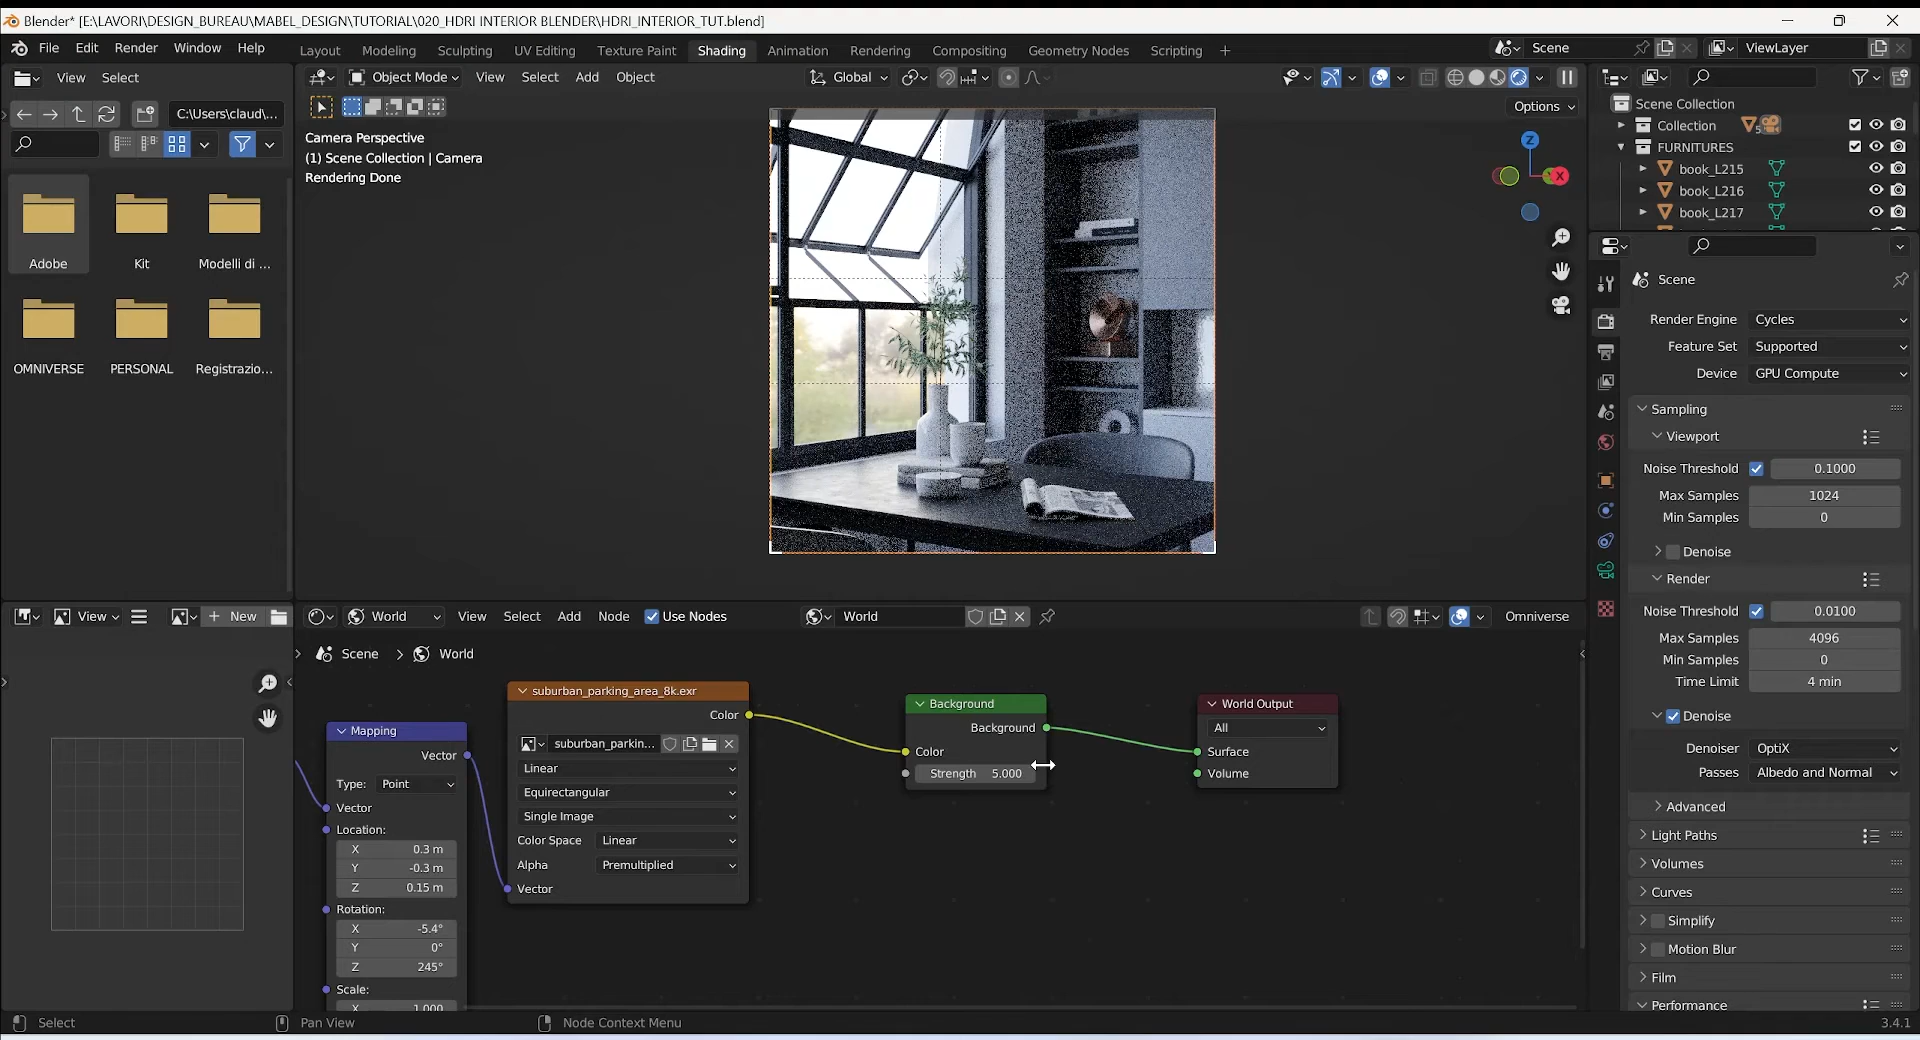 Blender* [E:\LAVORI\DESIGN_BUREAU\MABEL_DESIGN\TUTORIAL\020_HDRI INTERIOR BLENDER\HDRI_INTERIOR_TUT.blend]
File Edit Render Window Help
Layout Modeling Sculpting UV Editing Texture Paint Shading Animation Rendering Compositing Geometry Nodes Scripting +
Scene
ViewLayer
View Select
Object Mode View Select Add Object
Global
C:\Users\claud\...
Options
Camera Perspective
(1) Scene Collection | Camera
Rendering Done
Z
X
Adobe
Kit
Modelli di ...
OMNIVERSE
PERSONAL
Registrazio...
Scene Collection
Collection
FURNITURES
book_L215
book_L216
book_L217
Scene
Render Engine Cycles
Feature Set Supported
Device GPU Compute
Sampling
Viewport
Noise Threshold 0.1000
Max Samples 1024
Min Samples 0
Denoise
Render
Noise Threshold 0.0100
Max Samples 4096
Min Samples 0
Time Limit 4 min
Denoise
Denoiser OptiX
Passes Albedo and Normal
Advanced
Light Paths
Volumes
Curves
Simplify
Motion Blur
Film
Performance
View
+ New
World View Select Add Node Use Nodes
World
Omniverse
Scene > World
Mapping
Vector
Type: Point
Vector
Location:
X 0.3 m
Y -0.3 m
Z 0.15 m
Rotation:
X -5.4°
Y 0°
Z 245°
Scale:
X 1.000
suburban_parking_area_8k.exr
Color
suburban_parkin...
Linear
Equirectangular
Single Image
Color Space Linear
Alpha Premultiplied
Vector
Background
Background
Color
Strength 5.000
World Output
All
Surface
Volume
Select
Pan View
Node Context Menu
3.4.1